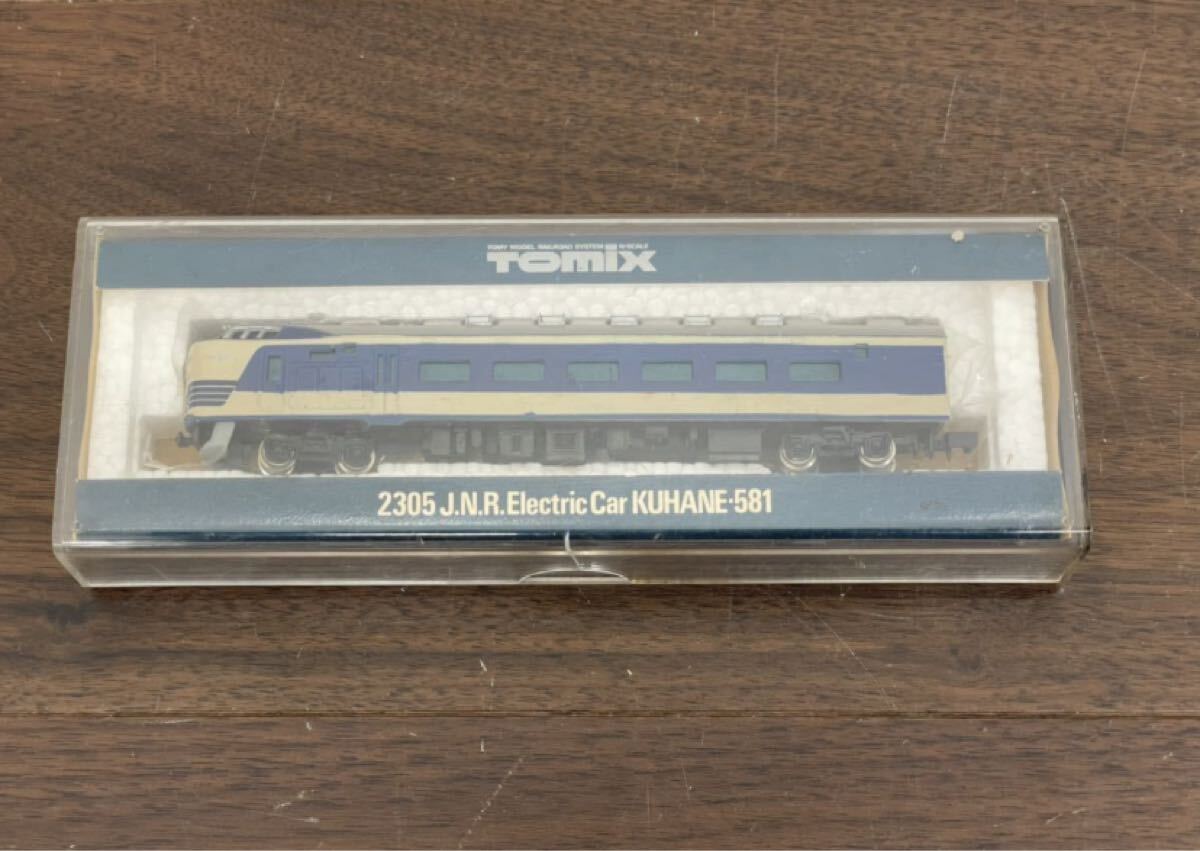 TOMY MODEL RAILROAD SYSTEM N-SCALE
TOMIX
2305 J.N.R. Electric Car KUHANE·581